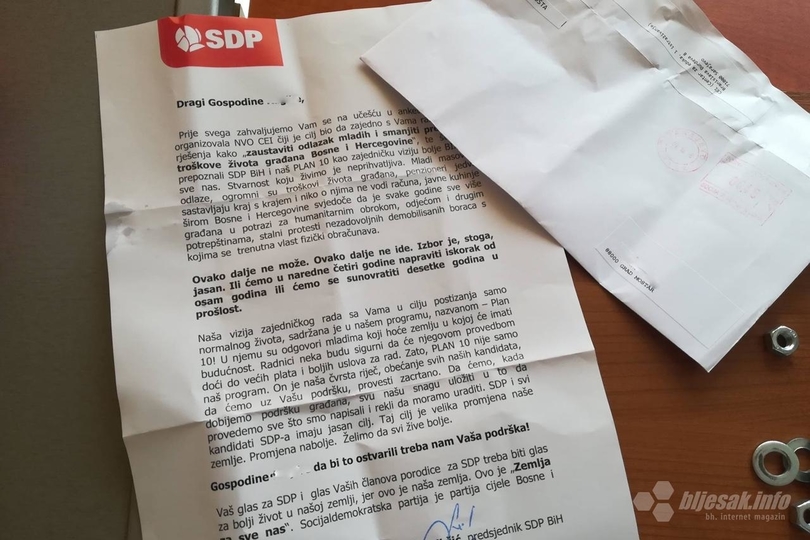 SDP
Dragi Gospodine
Prije svega zahvaljujemo Vam se na učešću u
organizovala NVO CEI čiji je cilj bio da zajedno s Vama
rješenja kako „zaustaviti odlazak mladih i smanjiti
troškove života građana Bosne i Hercegovine", te
prepoznali SDP BiH i naš PLAN 10 kao zajedničku viziju bolje
sve nas. Stvarnost koju živimo je neprihvatljiva. Mladi
odlaze, ogromni su troškovi života građana, penzioneri
sastavljaju kraj s krajem i niko o njima ne vodi računa, javne kuhinje
širom Bosne i Hercegovine svjedoče da je svake godine sve više
građana u potrazi za humanitarnim obrokom, odjećom i drugim
potrepštinama, stalni protesti nezadovoljnih demobilisanih boraca s
kojima se trenutna vlast fizički obračunava.
Ovako dalje ne može. Ovako dalje ne ide. Izbor je, stoga,
jasan. Ili ćemo u naredne četiri godine napraviti iskorak od
osam godina ili ćemo se sunovratiti desetke godina u
prošlost.
Naša vizija zajedničkog rada sa Vama u cilju postizanja samo
normalnog života, sadržana je u našem programu, nazvanom – Plan
10! U njemu su odgovori mladima koji hoće zemlju u kojoj će imati
budućnost. Radnici neka budu sigurni da će njegovom provedbom
doći do većih plata i boljih uslova za rad. Zato, PLAN 10 nije samo
naš program. On je naša čvrsta riječ, obećanje svih naših kandidata,
da ćemo uz Vašu podršku, provesti zacrtano. Da ćemo, kada
dobijemo podršku građana, svu našu snagu uložiti u to da
provedemo sve što smo napisali i rekli da moramo uraditi. SDP i svi
kandidati SDP-a imaju jasan cilj. Taj cilj je velika promjena naše
zemlje. Promjena nabolje. Želimo da svi žive bolje.
Gospodine da bi to ostvarili treba nam Vaša podrška!
Vaš glas za SDP i glas Vaših članova porodice za SDP treba biti glas
za bolji život u našoj zemlji, jer ovo je naša zemlja. Ovo je „Zemlja
za sve nas". Socijaldemokratska partija je partija cijele Bosne i
predsjednik SDP BiH
88000 GRAD MOSTAR
bljesak.info
bh. internet magazin